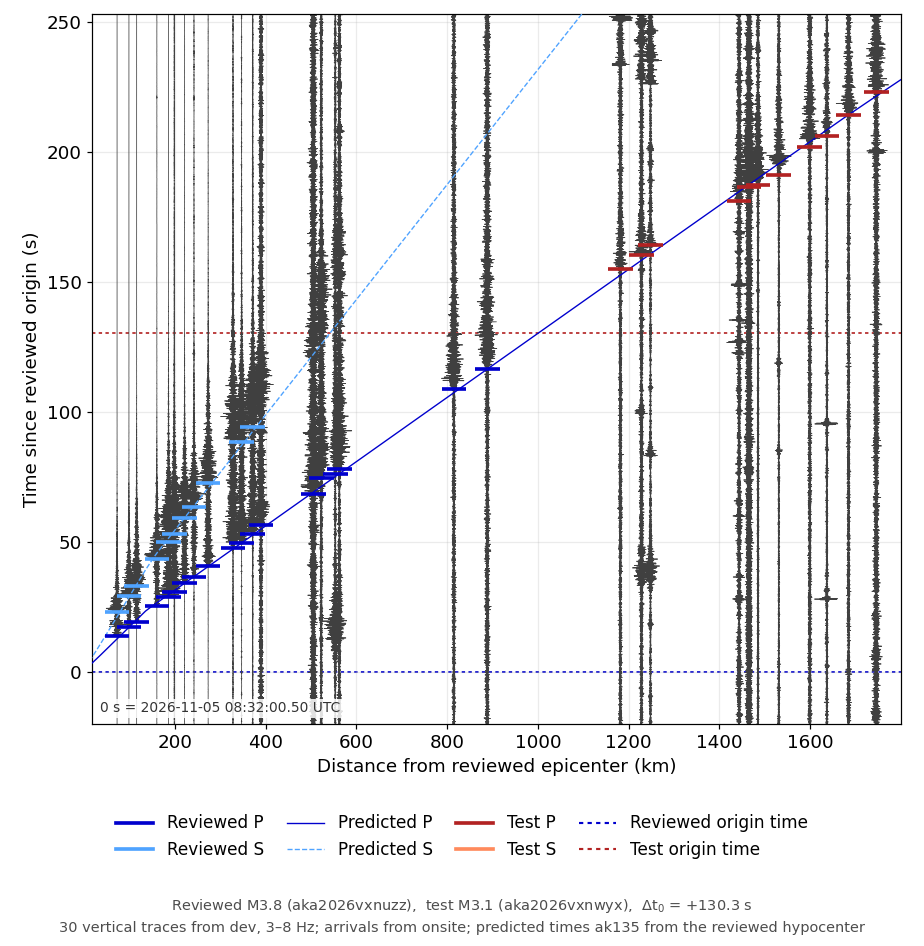 250
200
150
100
50
0
Time since reviewed origin (s)
0 s = 2026-11-05 08:32:00.50 UTC
200 400 600 800 1000 1200 1400 1600
Distance from reviewed epicenter (km)
Reviewed P Predicted P Test P Reviewed origin time
Reviewed S Predicted S Test S Test origin time
Reviewed M3.8 (aka2026vxnuzz), test M3.1 (aka2026vxnwyx), Δt₀ = +130.3 s
30 vertical traces from dev, 3–8 Hz; arrivals from onsite; predicted times ak135 from the reviewed hypocenter